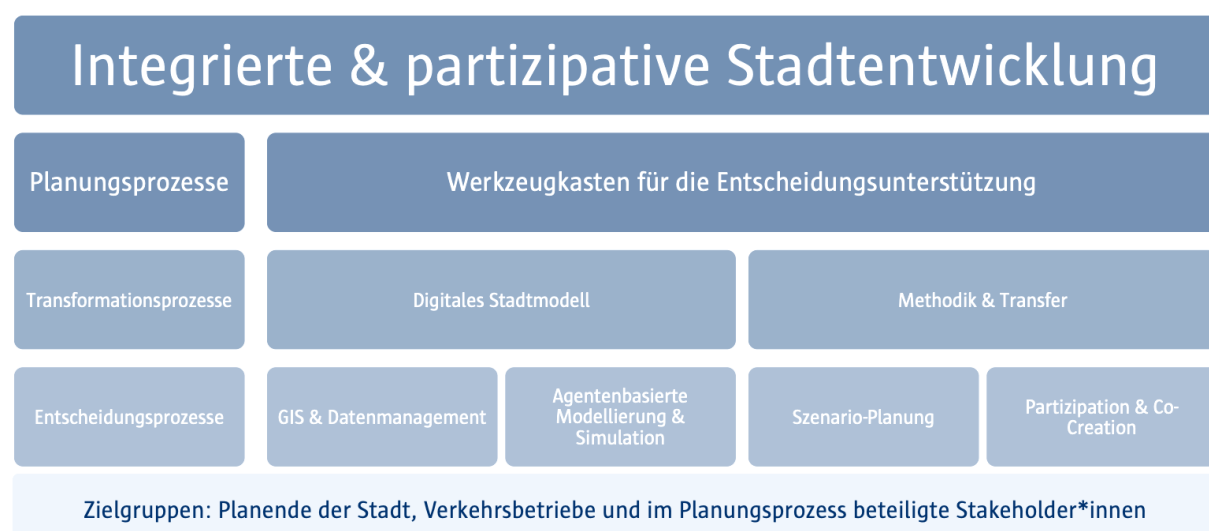 Integrierte & partizipative Stadtentwicklung
Planungsprozesse
Werkzeugkasten für die Entscheidungsunterstützung
Transformationsprozesse
Digitales Stadtmodell
Methodik & Transfer
Entscheidungsprozesse
GIS & Datenmanagement
Agentenbasierte
Modellierung &
Simulation
Szenario-Planung
Partizipation & Co-
Creation
Zielgruppen: Planende der Stadt, Verkehrsbetriebe und im Planungsprozess beteiligte Stakeholder*innen